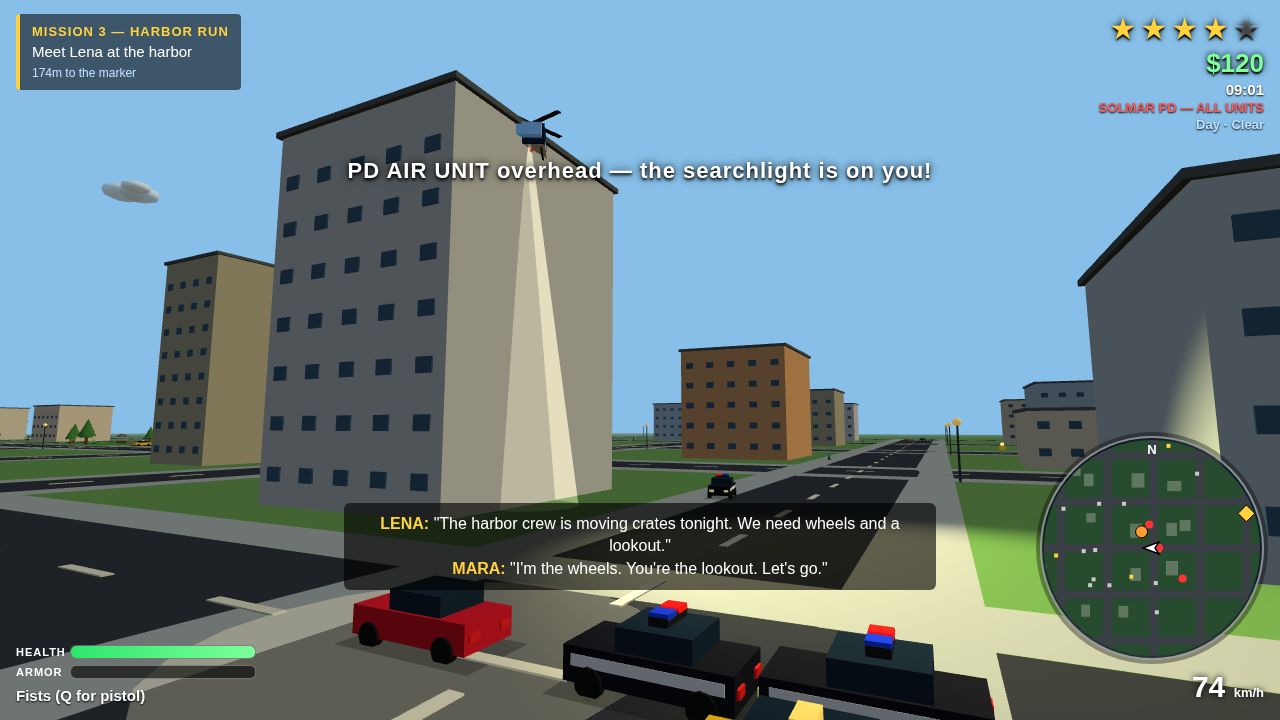 MISSION 3 — HARBOR RUN
Meet Lena at the harbor
174m to the marker
$120
09:01
SOLMAR PD — ALL UNITS
Day · Clear
PD AIR UNIT overhead — the searchlight is on you!
LENA: "The harbor crew is moving crates tonight. We need wheels and a
lookout."
MARA: "I'm the wheels. You're the lookout. Let's go."
N
HEALTH
ARMOR
Fists (Q for pistol)
74 km/h